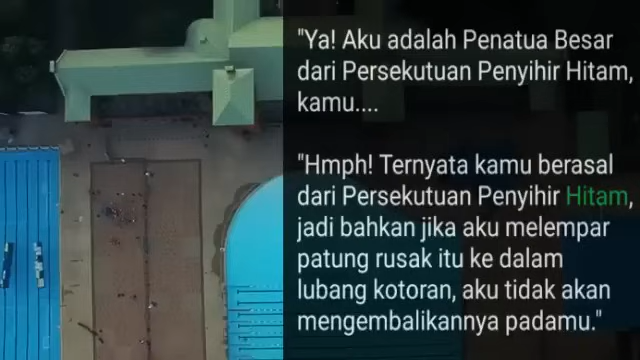 "Ya! Aku adalah Penatua Besar
dari Persekutuan Penyihir Hitam,
kamu....
"Hmph! Ternyata kamu berasal
dari Persekutuan Penyihir Hitam,
jadi bahkan jika aku melempar
patung rusak itu ke dalam
lubang kotoran, aku tidak akan
mengembalikannya padamu."